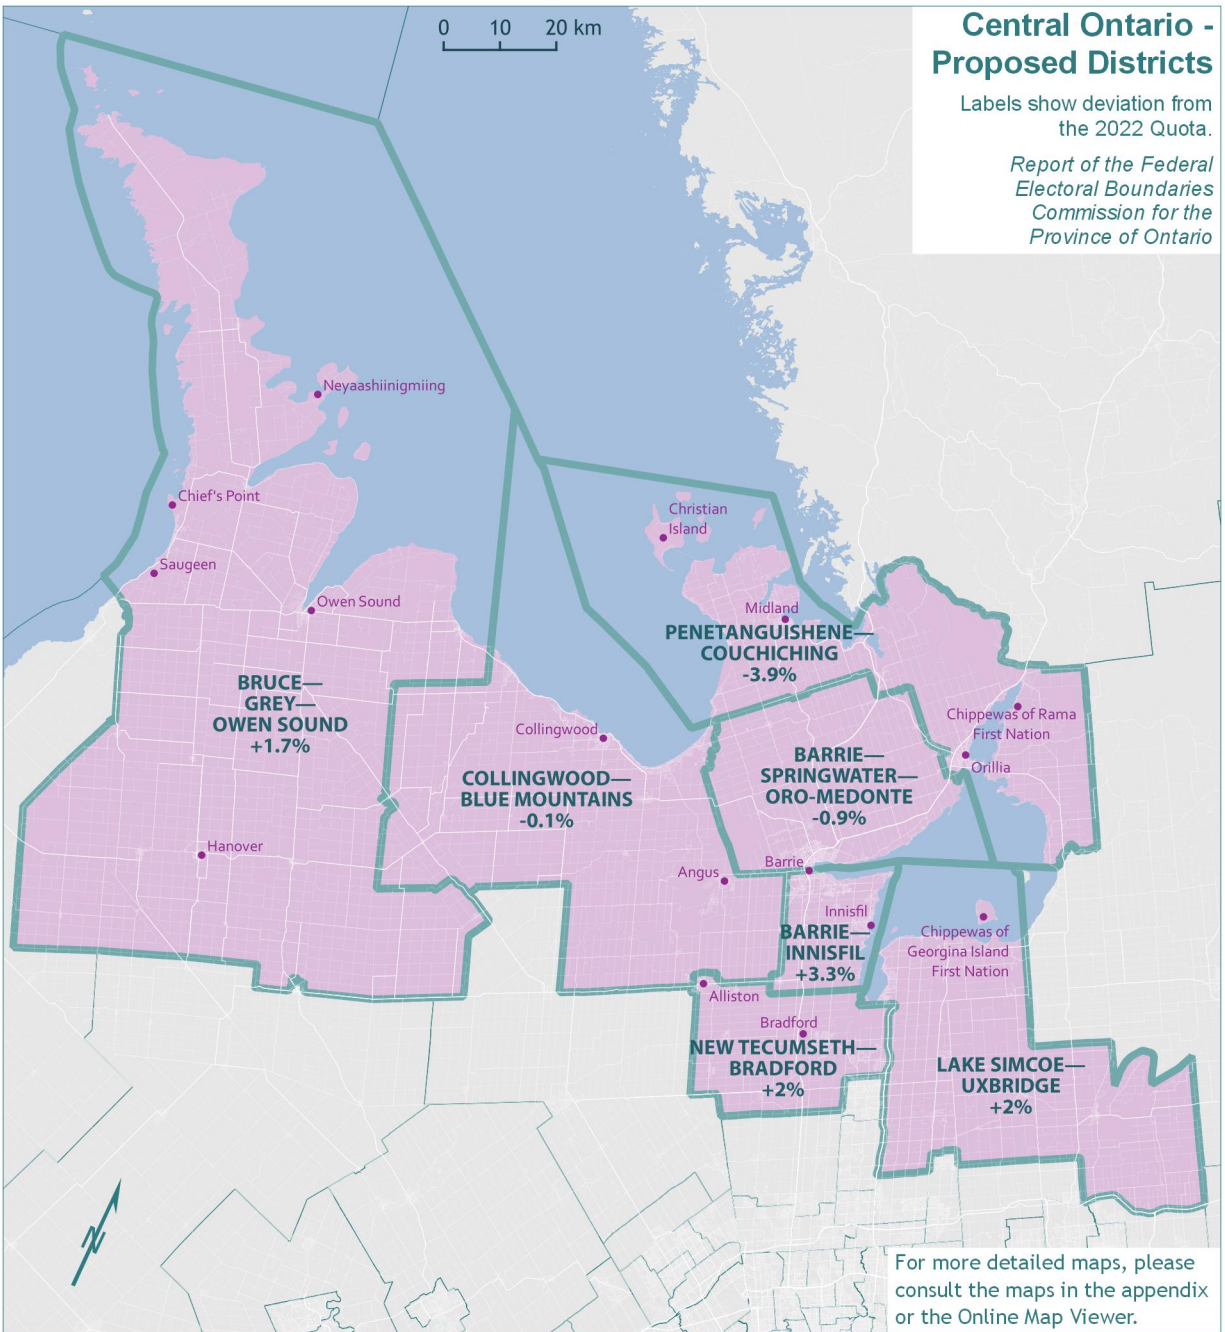 0 10 20 km
Central Ontario -
Proposed Districts
Labels show deviation from
the 2022 Quota.
Report of the Federal
Electoral Boundaries
Commission for the
Province of Ontario
Neyaashiinigmiing
Chief's Point
Christian
Island
Saugeen
Owen Sound
Midland
PENETANGUISHENE—
COUCHICHING
-3.9%
BRUCE—
GREY—
OWEN SOUND
+1.7%
Chippewas of Rama
First Nation
Collingwood
Orillia
BARRIE—
SPRINGWATER—
ORO-MEDONTE
-0.9%
COLLINGWOOD—
BLUE MOUNTAINS
-0.1%
Hanover
Angus
Barrie
Innisfil
BARRIE—
INNISFIL
+3.3%
Chippewas of
Georgina Island
First Nation
Alliston
Bradford
NEW TECUMSETH—
BRADFORD
+2%
LAKE SIMCOE—
UXBRIDGE
+2%
N
For more detailed maps, please
consult the maps in the appendix
or the Online Map Viewer.